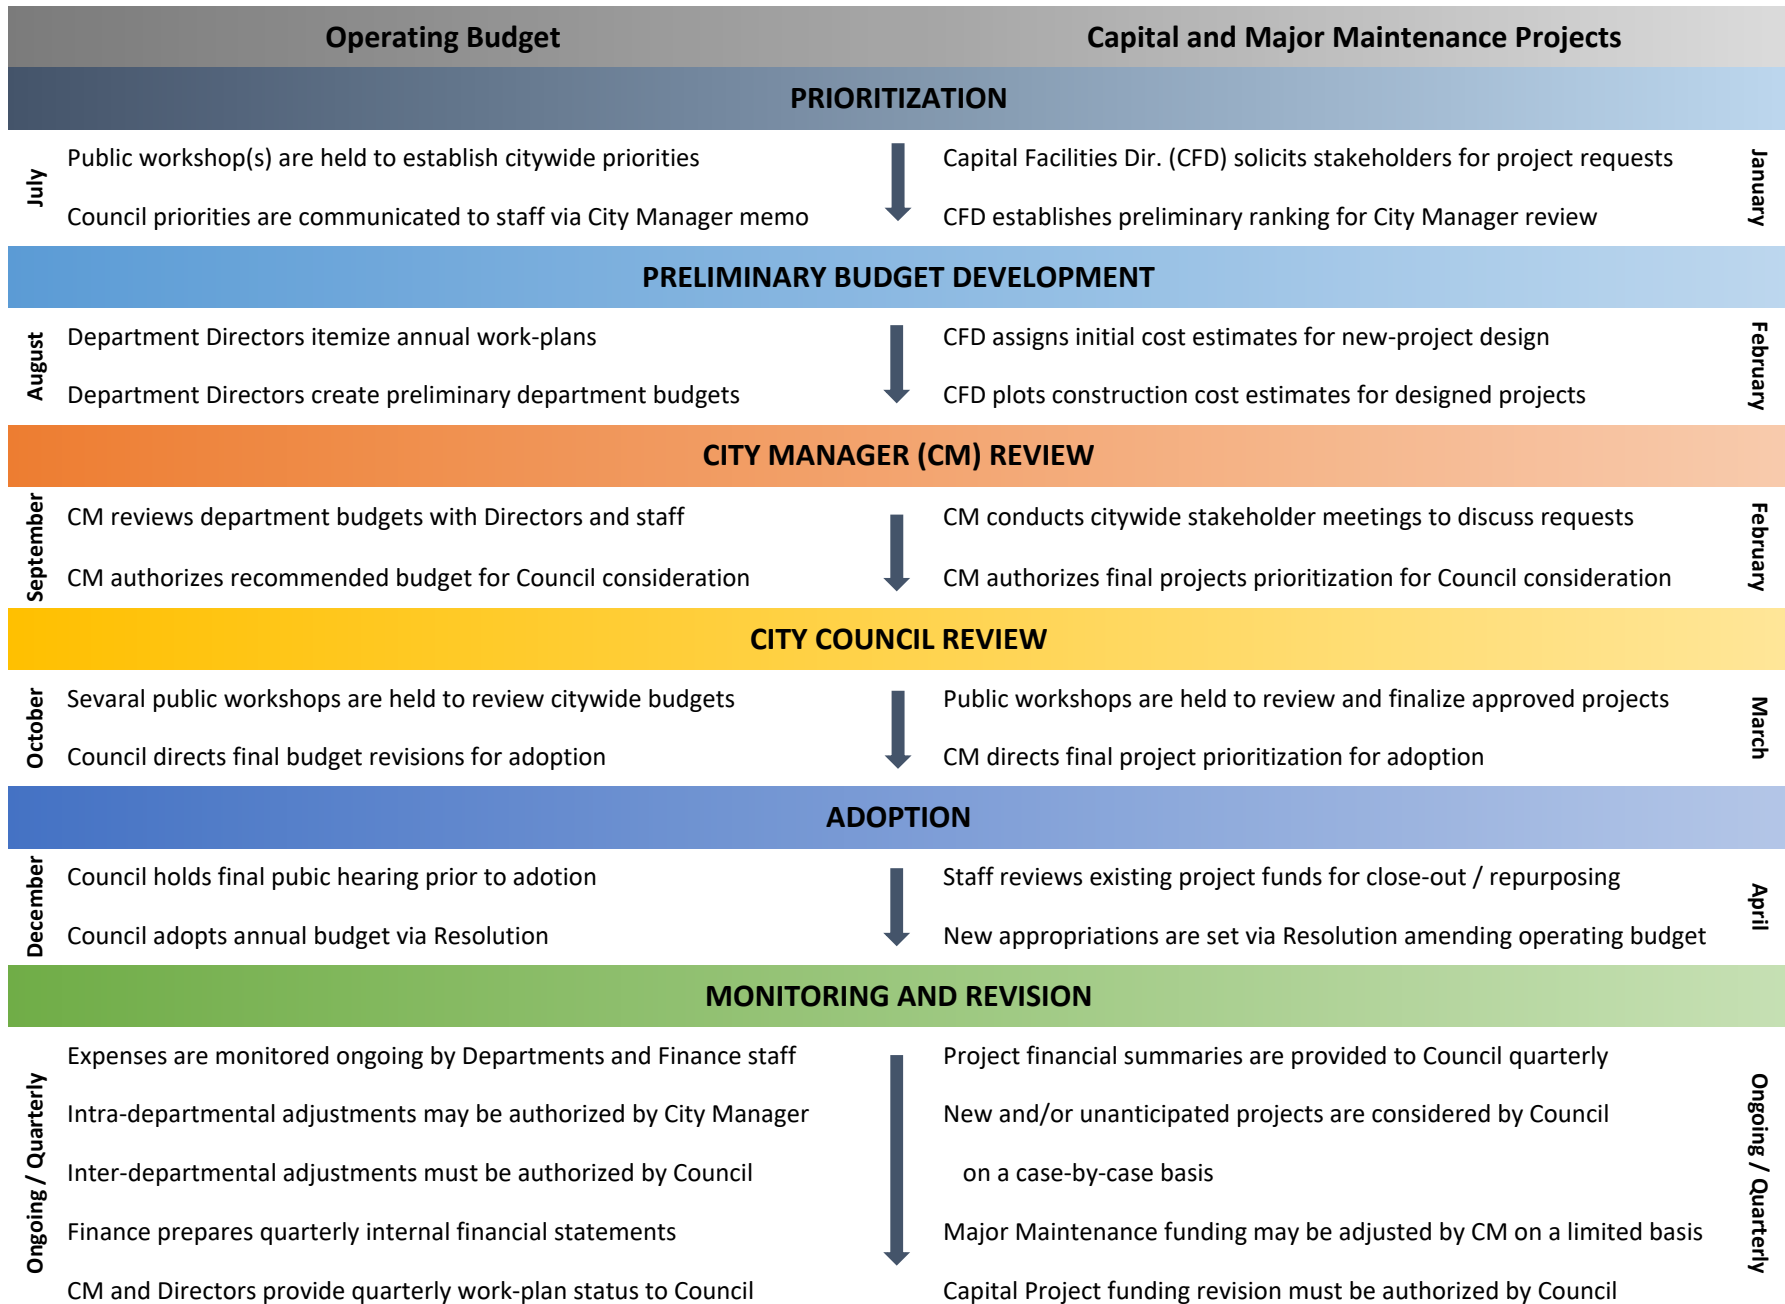 Operating Budget
Capital and Major Maintenance Projects
PRIORITIZATION
July
Public workshop(s) are held to establish citywide priorities
Council priorities are communicated to staff via City Manager memo
Capital Facilities Dir. (CFD) solicits stakeholders for project requests
CFD establishes preliminary ranking for City Manager review
January
PRELIMINARY BUDGET DEVELOPMENT
August
Department Directors itemize annual work-plans
Department Directors create preliminary department budgets
CFD assigns initial cost estimates for new-project design
CFD plots construction cost estimates for designed projects
February
CITY MANAGER (CM) REVIEW
September
CM reviews department budgets with Directors and staff
CM authorizes recommended budget for Council consideration
CM conducts citywide stakeholder meetings to discuss requests
CM authorizes final projects prioritization for Council consideration
February
CITY COUNCIL REVIEW
October
Sevaral public workshops are held to review citywide budgets
Council directs final budget revisions for adoption
Public workshops are held to review and finalize approved projects
CM directs final project prioritization for adoption
March
ADOPTION
December
Council holds final pubic hearing prior to adotion
Council adopts annual budget via Resolution
Staff reviews existing project funds for close-out / repurposing
New appropriations are set via Resolution amending operating budget
April
MONITORING AND REVISION
Ongoing / Quarterly
Expenses are monitored ongoing by Departments and Finance staff
Intra-departmental adjustments may be authorized by City Manager
Inter-departmental adjustments must be authorized by Council
Finance prepares quarterly internal financial statements
CM and Directors provide quarterly work-plan status to Council
Project financial summaries are provided to Council quarterly
New and/or unanticipated projects are considered by Council
on a case-by-case basis
Major Maintenance funding may be adjusted by CM on a limited basis
Capital Project funding revision must be authorized by Council
Ongoing / Quarterly